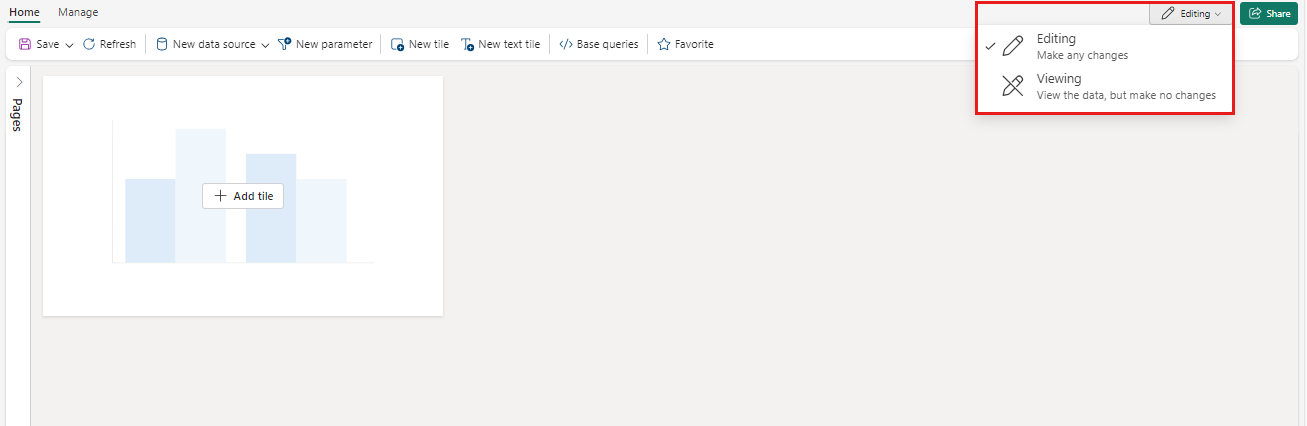 Home Manage Editing Share
Save Refresh New data source New parameter New tile New text tile Base queries Favorite
Editing
Make any changes
Viewing
View the data, but make no changes
Pages
Add tile